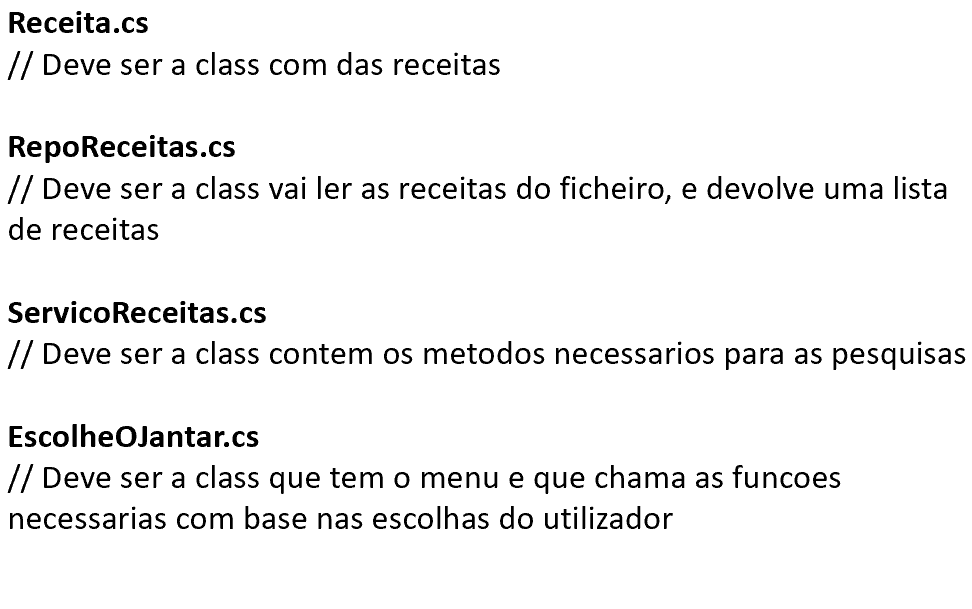 Receita.cs
// Deve ser a class com das receitas
RepoReceitas.cs
// Deve ser a class vai ler as receitas do ficheiro, e devolve uma lista
de receitas
ServicoReceitas.cs
// Deve ser a class contem os metodos necessarios para as pesquisas
EscolheOJantar.cs
// Deve ser a class que tem o menu e que chama as funcoes
necessarias com base nas escolhas do utilizador